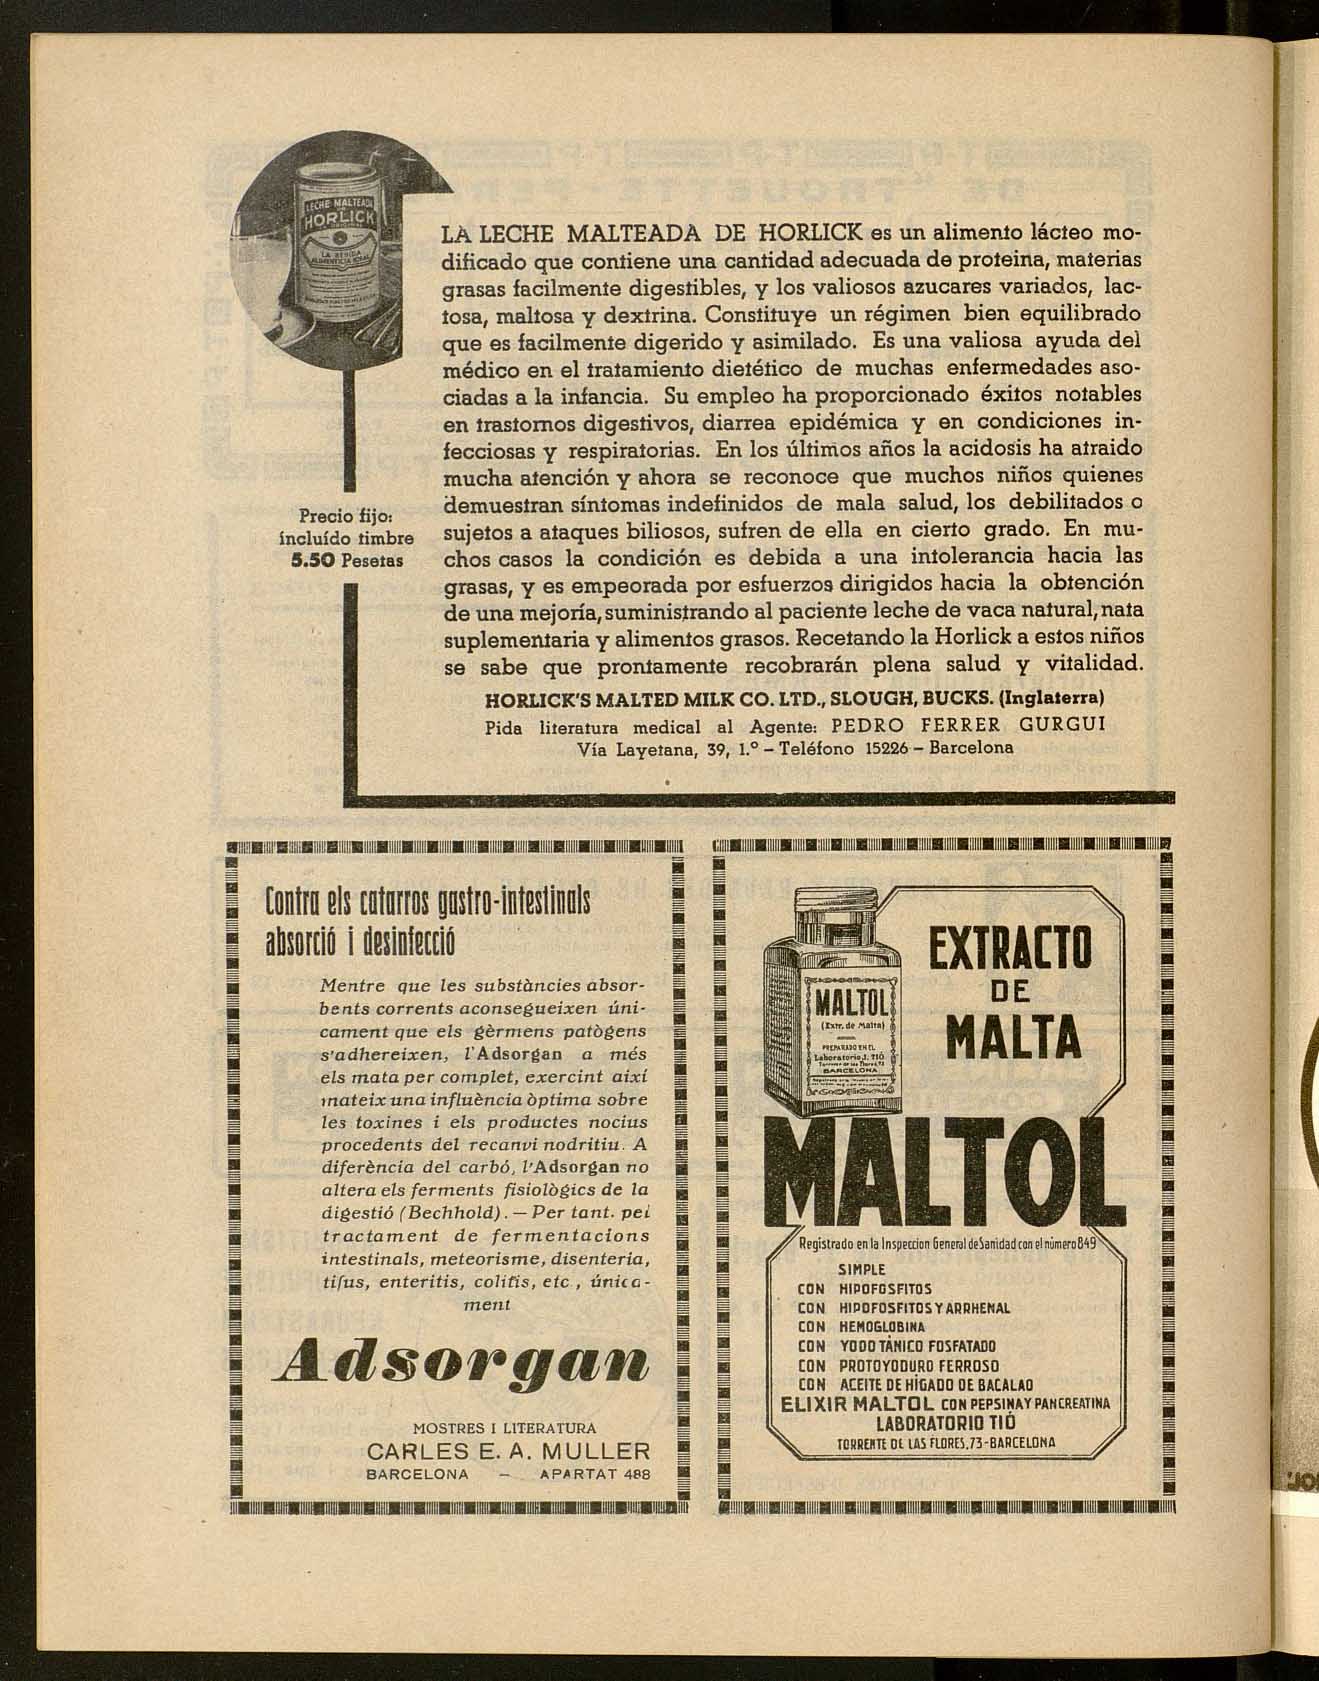 LECHE MALTEADA
DE
HORLICK
LA BEBIDA
LA LECHE MALTEADA DE HORLICK es un alimento lácteo mo-
dificado que contiene una cantidad adecuada de proteina, materias
grasas facilmente digestibles, y los valiosos azucares variados, lac-
tosa, maltosa y dextrina. Constituye un régimen bien equilibrado
que es facilmente digerido y asimilado. Es una valiosa ayuda del
médico en el tratamiento dietético de muchas enfermedades aso-
ciadas a la infancia. Su empleo ha proporcionado éxitos notables
en trastornos digestivos, diarrea epidémica y en condiciones in-
fecciosas y respiratorias. En los últimos años la acidosis ha atraido
mucha atención y ahora se reconoce que muchos niños quienes
demuestran síntomas indefinidos de mala salud, los debilitados o
sujetos a ataques biliosos, sufren de ella en cierto grado. En mu-
chos casos la condición es debida a una intolerancia hacia las
grasas, y es empeorada por esfuerzos dirigidos hacia la obtención
de una mejoría, suministrando al paciente leche de vaca natural, nata
suplementaria y alimentos grasos. Recetando la Horlick a estos niños
se sabe que prontamente recobrarán plena salud y vitalidad.
HORLICK'S MALTED MILK CO. LTD., SLOUGH, BUCKS. (Inglaterra)
Pida literatura medical al Agente: PEDRO FERRER GURGUI
Vía Layetana, 39, 1.° – Teléfono 15226 – Barcelona
Precio fijo:
incluído timbre
5.50 Pesetas
Contra els catarros gastro-intestinals
absorció i desinfecció
Mentre que les substàncies absor-
bents corrents aconsegueixen úni-
cament que els gèrmens patògens
s'adhereixen, l'Adsorgan a més
els mata per complet, exercint així
mateix una influència òptima sobre
les toxines i els productes nocius
procedents del recanvi nodritiu. A
diferència del carbó, l'Adsorgan no
altera els ferments fisiològics de la
digestió (Bechhold). — Per tant. pel
tractament de fermentacions
intestinals, meteorisme, disenteria,
tifus, enteritis, colitis, etc., única-
ment
Adsorgan
MOSTRES I LITERATURA
CARLES E. A. MULLER
BARCELONA – APARTAT 488
MALTOL
(Extr. de Malta)
PREPARADO EN EL
Laboratorio J. TIÓ
Torrente de las Flores, 73
BARCELONA
EXTRACTO
DE
MALTA
MALTOL
Registrado en la Inspeccion General de Sanidad con el número 849
SIMPLE
CON HIPOFOSFITOS
CON HIPOFOSFITOS Y ARRHENAL
CON HEMOGLOBINA
CON YODO TÁNICO FOSFATADO
CON PROTOYODURO FERROSO
CON ACEITE DE HÍGADO DE BACALAO
ELIXIR MALTOL CON PEPSINA Y PANCREATINA
LABORATORIO TIÓ
TORRENTE DE LAS FLORES, 73-BARCELONA